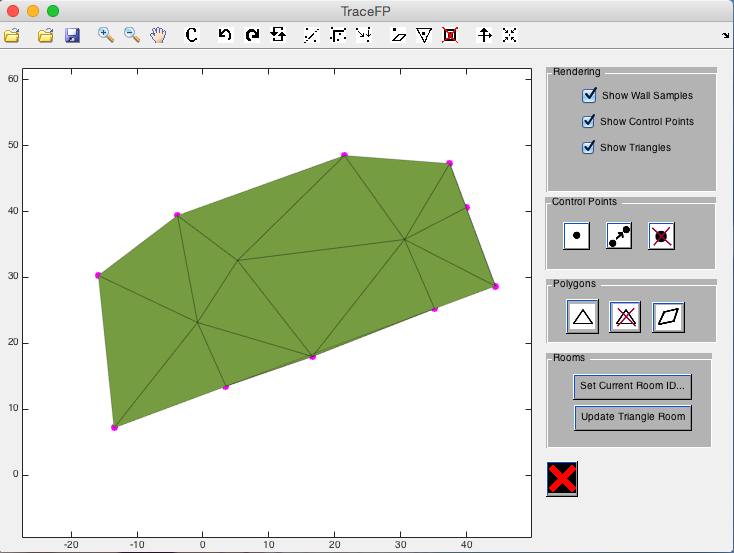 TraceFP
C
60
50
40
30
20
10
0
-20
-10
0
10
20
30
40
Rendering
Show Wall Samples
Show Control Points
Show Triangles
Control Points
Polygons
Rooms
Set Current Room ID...
Update Triangle Room